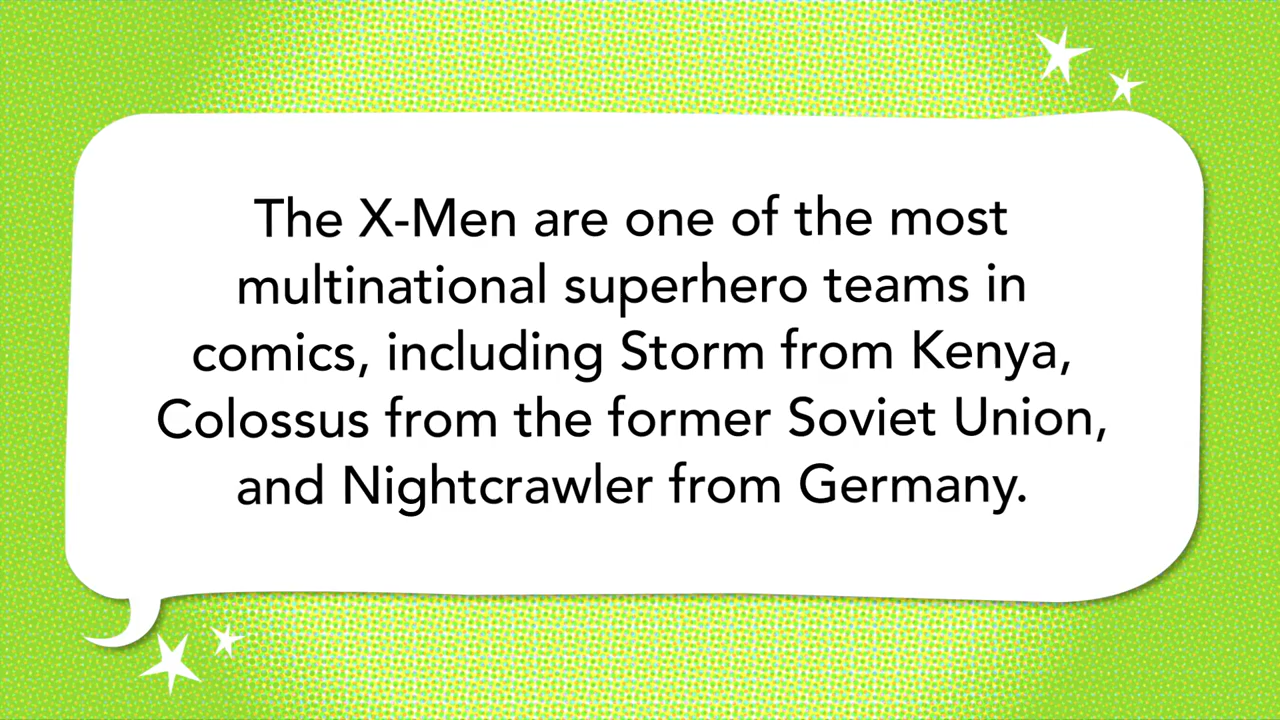 The X-Men are one of the most
multinational superhero teams in
comics, including Storm from Kenya,
Colossus from the former Soviet Union,
and Nightcrawler from Germany.